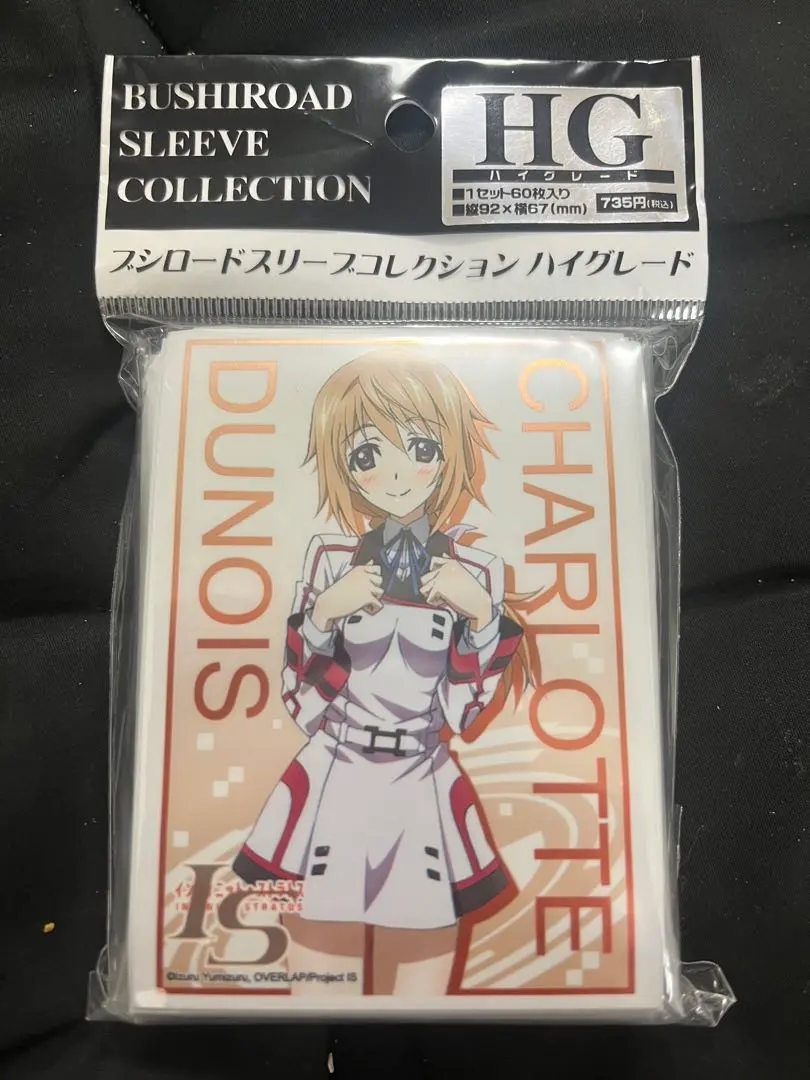 BUSHIROAD
SLEEVE
COLLECTION
HG
ハイグレード
■1セット60枚入り
■縦92×横67(mm)
735円(税込)
ブシロードスリーブコレクション ハイグレード
CHARLOTTE
DUNOIS
IS
©Izuru Yumizuru, OVERLAP/Project IS